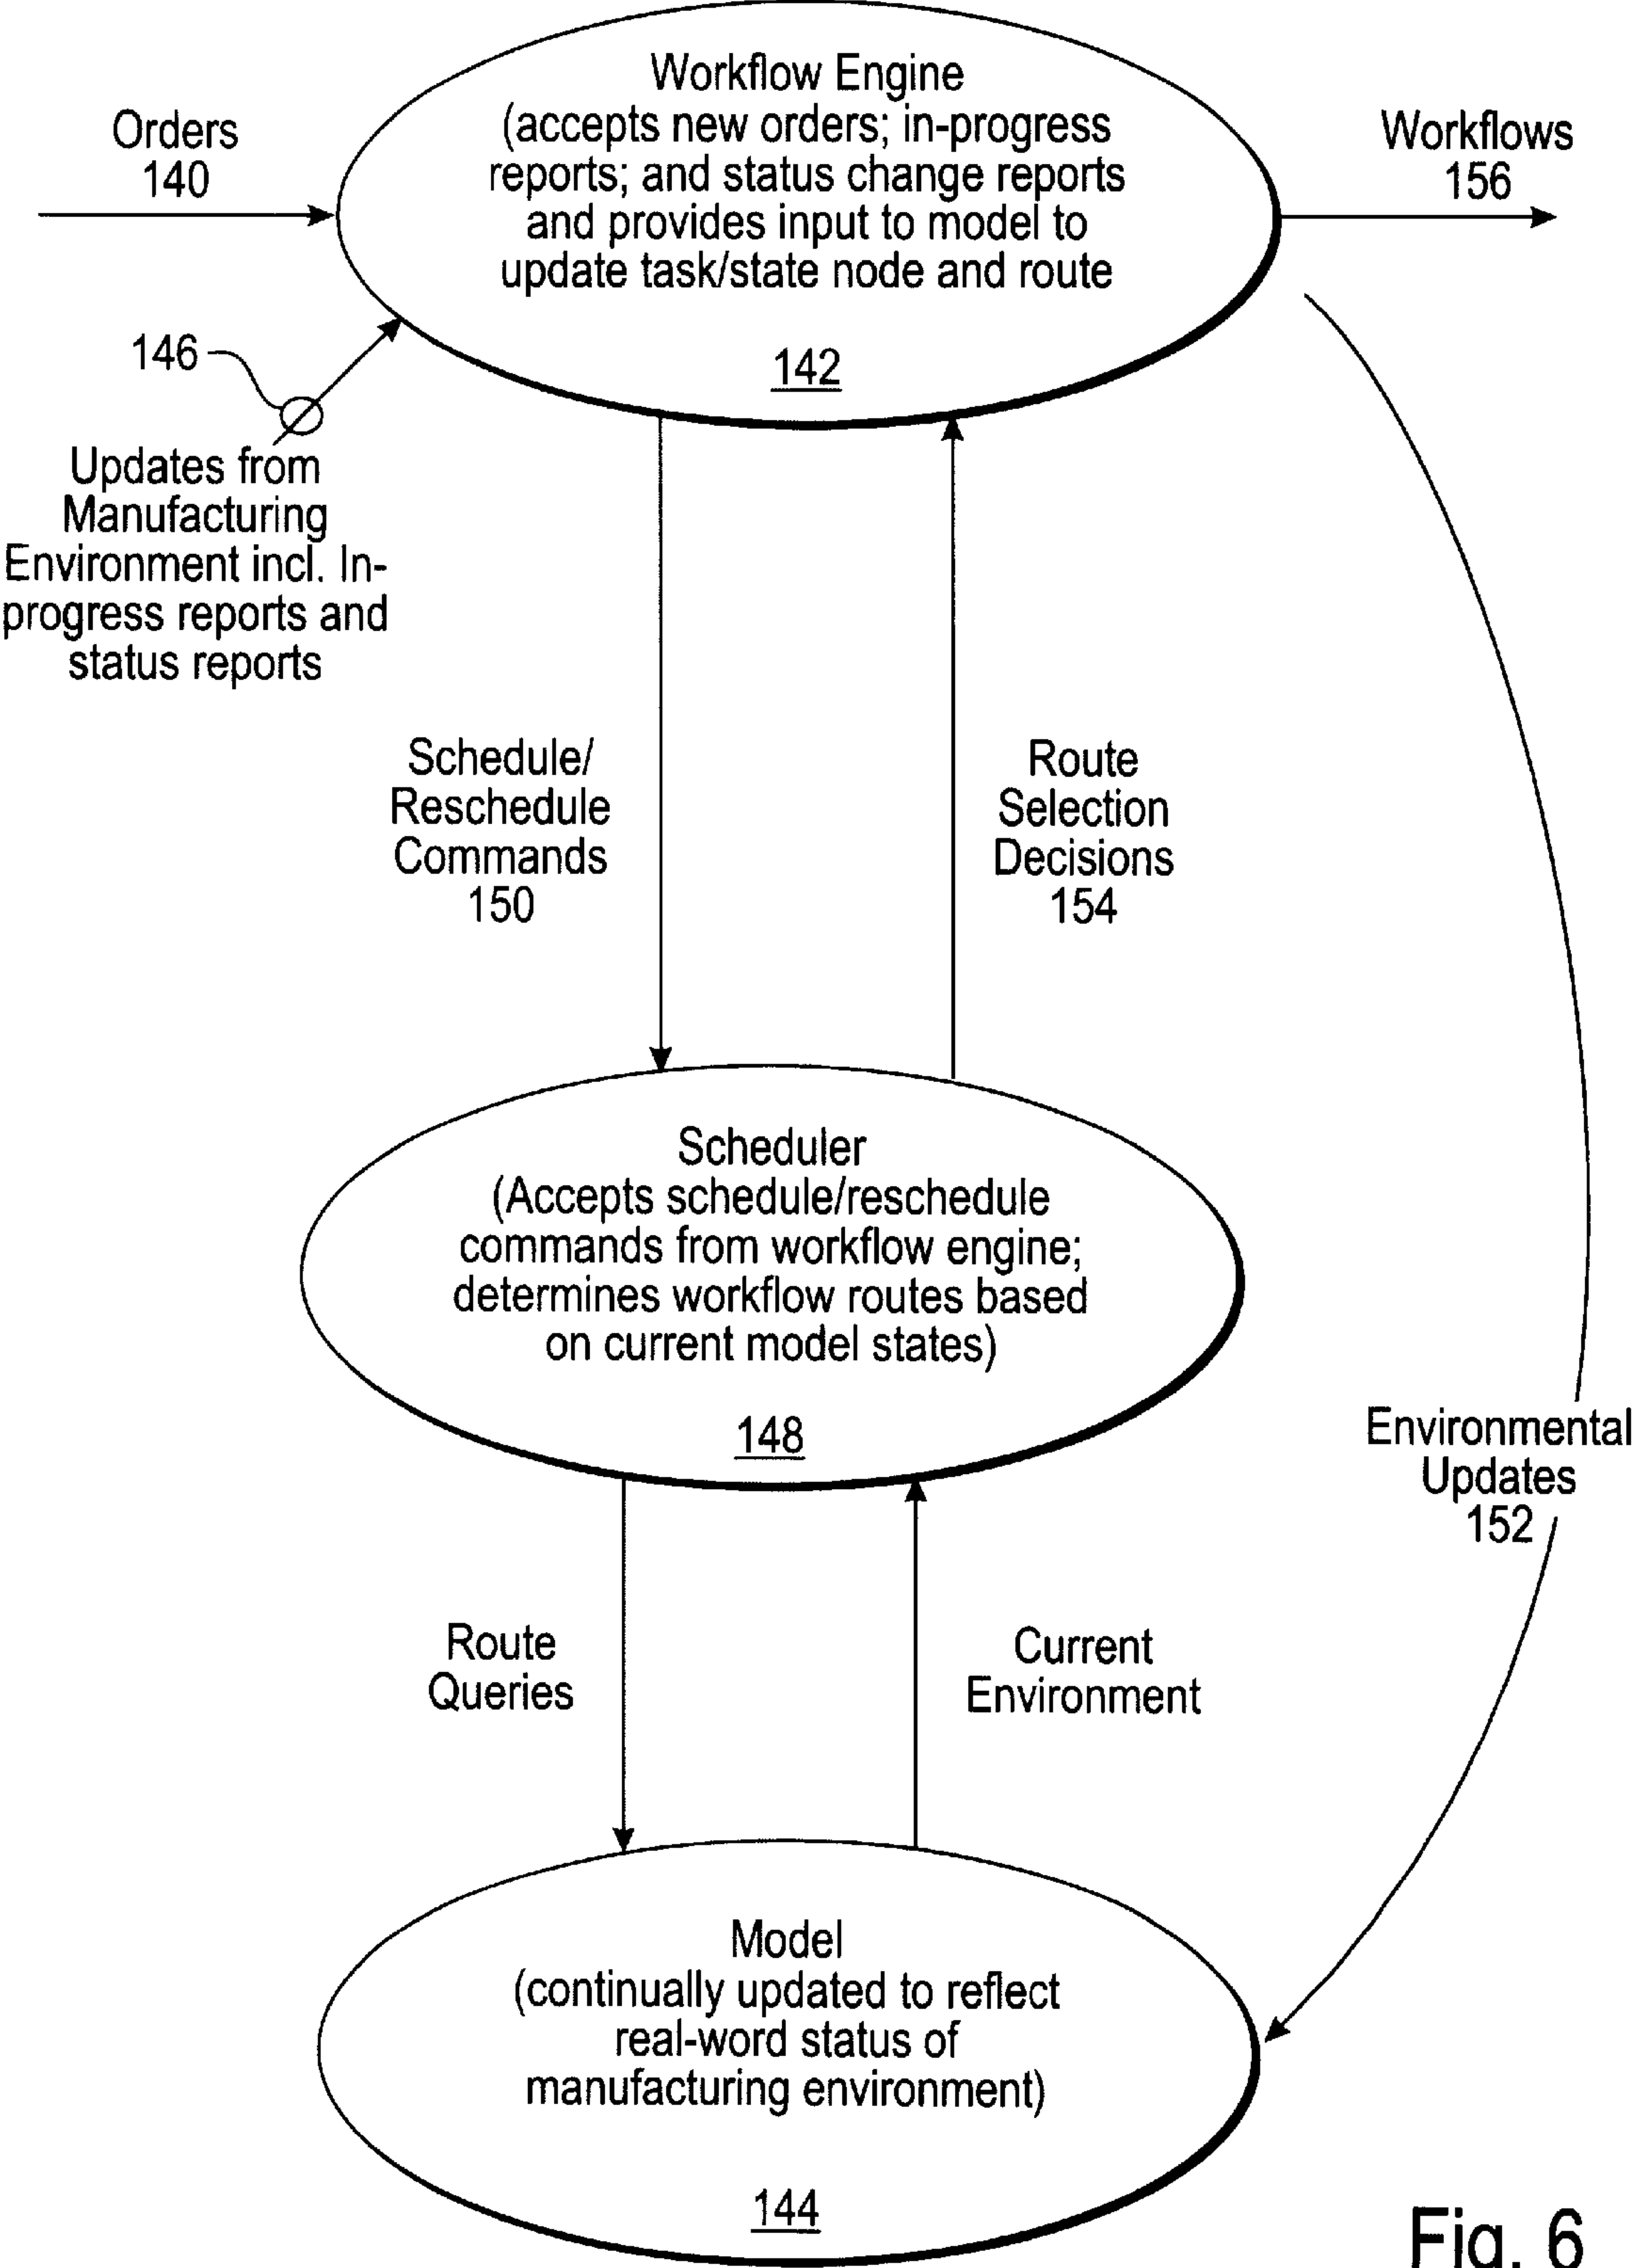 Workflow Engine
(accepts new orders; in-progress
reports; and status change reports
and provides input to model to
update task/state node and route
142
Orders
140
Workflows
156
146
Updates from
Manufacturing
Environment incl. In-
progress reports and
status reports
Schedule/
Reschedule
Commands
150
Route
Selection
Decisions
154
Scheduler
(Accepts schedule/reschedule
commands from workflow engine;
determines workflow routes based
on current model states)
148
Environmental
Updates
152
Route
Queries
Current
Environment
Model
(continually updated to reflect
real-word status of
manufacturing environment)
144
Fig. 6